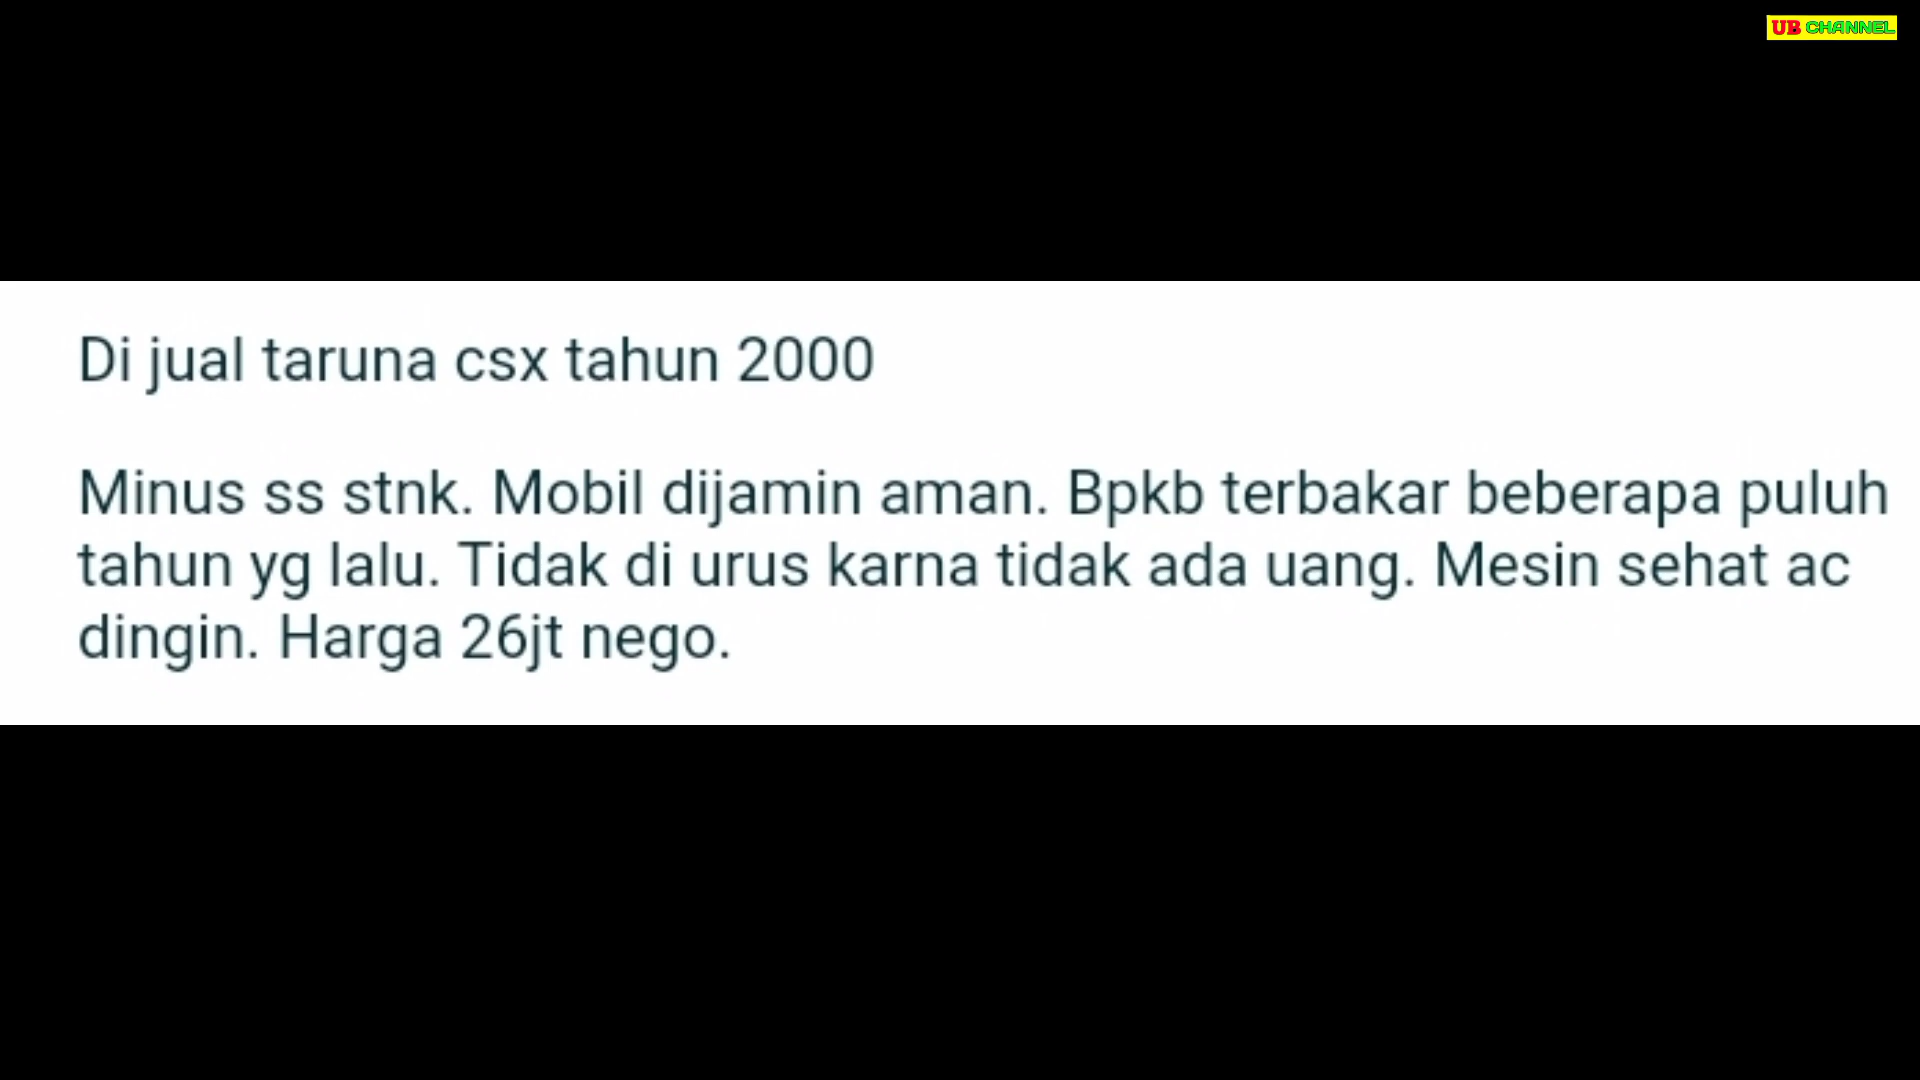 UB CHANNEL
Di jual taruna csx tahun 2000
Minus ss stnk. Mobil dijamin aman. Bpkb terbakar beberapa puluh
tahun yg lalu. Tidak di urus karna tidak ada uang. Mesin sehat ac
dingin. Harga 26jt nego.